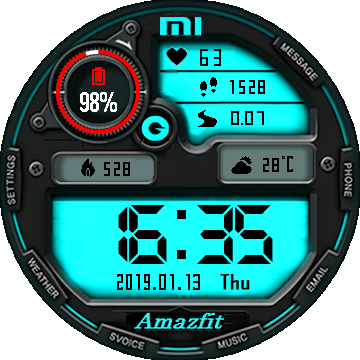 MI
63
1528
0.07
98%
MESSAGE
528
28°C
SETTINGS
PHONE
16:35
2019.01.13 Thu
WEATHER
EMAIL
Amazfit
SVOICE
MUSIC